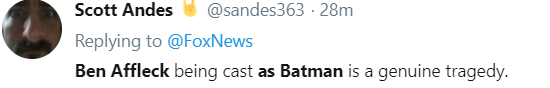 Scott Andes 🤘 @sandes363 · 28m
Replying to @FoxNews
Ben Affleck being cast as Batman is a genuine tragedy.